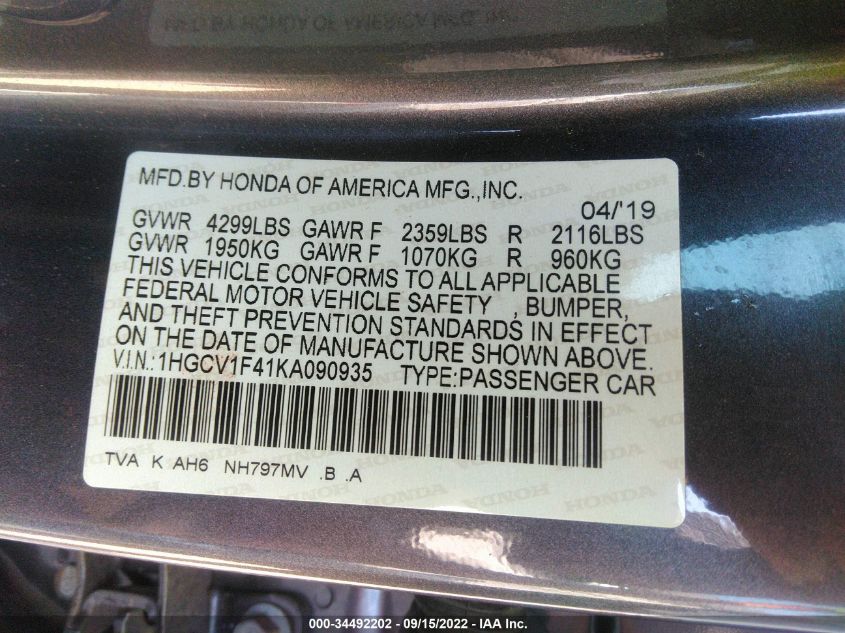 MFD.BY HONDA OF AMERICA MFG.,INC.
04/'19
GVWR 4299LBS GAWR F 2359LBS R 2116LBS
GVWR 1950KG GAWR F 1070KG R 960KG
THIS VEHICLE CONFORMS TO ALL APPLICABLE
FEDERAL MOTOR VEHICLE SAFETY , BUMPER,
AND THEFT PREVENTION STANDARDS IN EFFECT
ON THE DATE OF MANUFACTURE SHOWN ABOVE.
V.I.N.:1HGCV1F41KA090935 TYPE:PASSENGER CAR
TVA K AH6 NH797MV .B .A
000-34492202 - 09/15/2022 - IAA Inc.